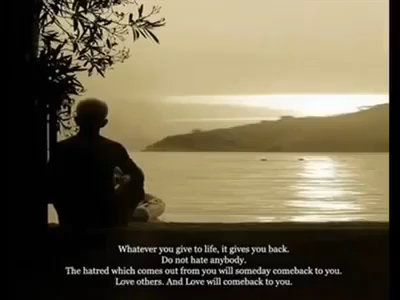 Whatever you give to life, it gives you back.
Do not hate anybody.
The hatred which comes out from you will someday comeback to you.
Love others. And Love will comeback to you.